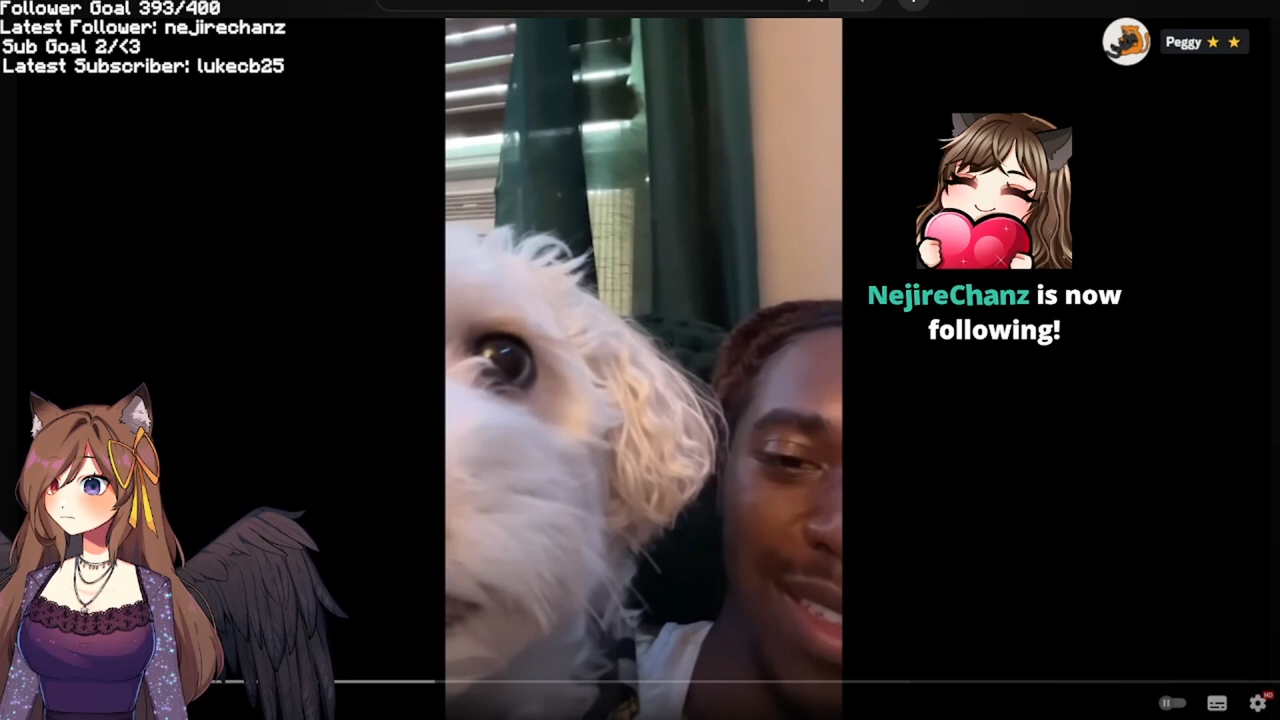 Follower Goal 393/400
Latest Follower: nejirechanz
Sub Goal 2/<3
Latest Subscriber: lukecb25
Peggy
NejireChanz is now
following!
HD